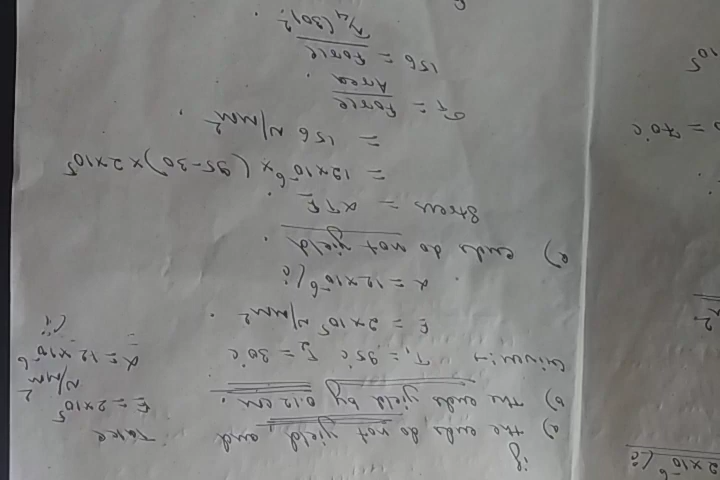 if
a) the ends do not yield, and
b) the ends yield by 0.12 cm.
Take
E = 2×10⁵ N/mm²
α = 12×10⁻⁶ /°c
Given :- T₁ = 95°c T₂ = 30°c
E = 2×10⁵ N/mm².
α = 12×10⁻⁶ /°c
a) ends do not yield.
Stress = αTE
= 12×10⁻⁶ × (95-30) × 2×10⁵
= 156 N/mm².
σ₁ = Force / Area
156 = Force / π/4 (30)².
10⁵
= 70°c
2×10⁻⁶ /°c